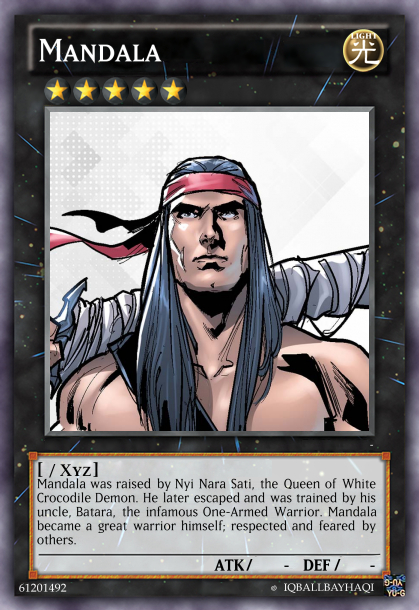 MANDALA
LIGHT
光
[ / XYZ]
Mandala was raised by Nyi Nara Sati, the Queen of White
Crocodile Demon. He later escaped and was trained by his
uncle, Batara, the infamous One-Armed Warrior. Mandala
became a great warrior himself; respected and feared by
others.
ATK/ - DEF / -
61201492
© IQBALLBAYHAQI
YU-G